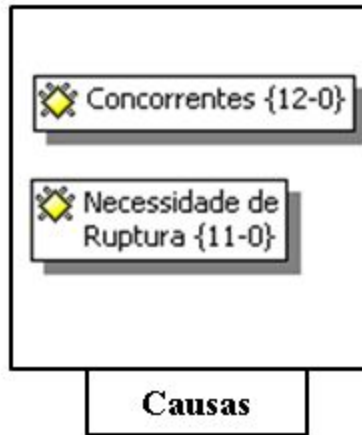 Concorrentes {12-0}
Necessidade de
Ruptura {11-0}
Causas